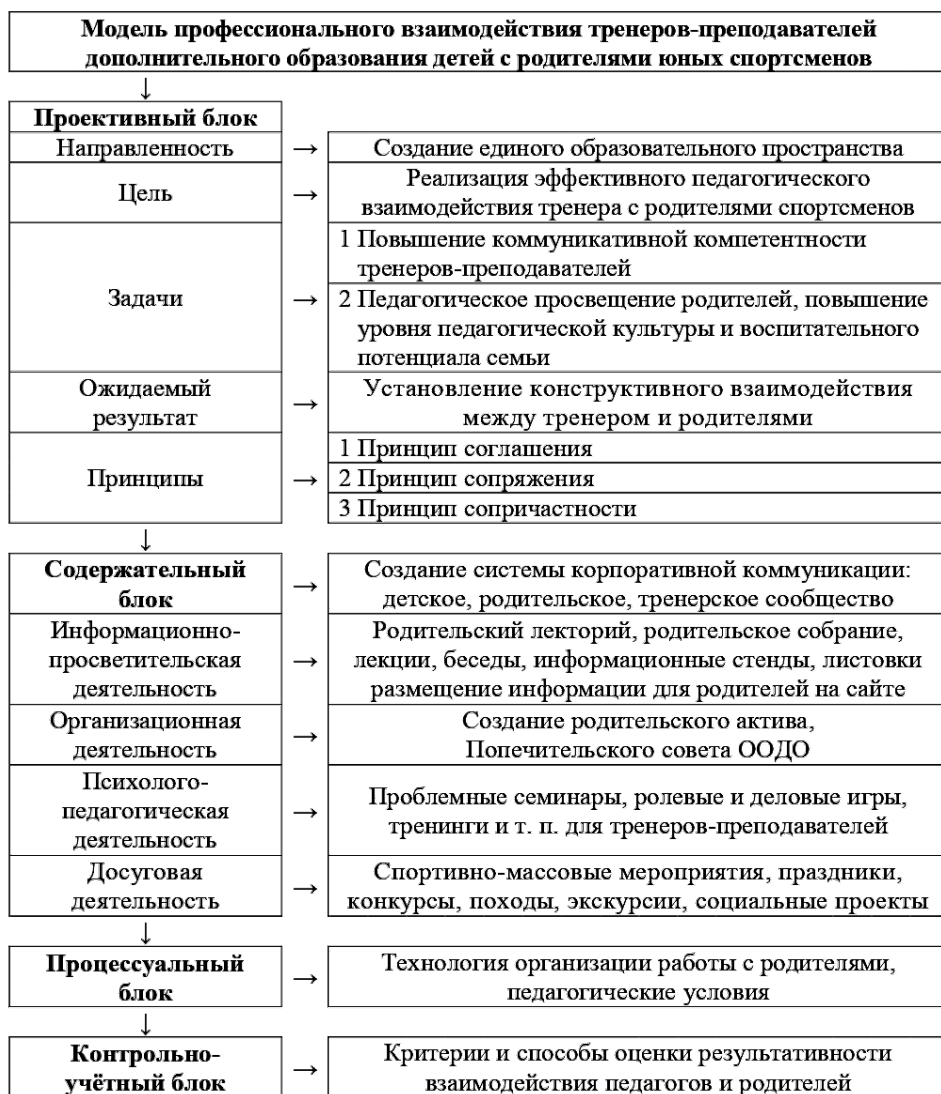 Модель профессионального взаимодействия тренеров-преподавателей
дополнительного образования детей с родителями юных спортсменов
↓
Проективный блок
Направленность → Создание единого образовательного пространства
Цель → Реализация эффективного педагогического
взаимодействия тренера с родителями спортсменов
Задачи → 1 Повышение коммуникативной компетентности
тренеров-преподавателей
2 Педагогическое просвещение родителей, повышение
уровня педагогической культуры и воспитательного
потенциала семьи
Ожидаемый
результат → Установление конструктивного взаимодействия
между тренером и родителями
Принципы → 1 Принцип соглашения
2 Принцип сопряжения
3 Принцип сопричастности
↓
Содержательный
блок → Создание системы корпоративной коммуникации:
детское, родительское, тренерское сообщество
Информационно-
просветительская
деятельность → Родительский лекторий, родительское собрание,
лекции, беседы, информационные стенды, листовки
размещение информации для родителей на сайте
Организационная
деятельность → Создание родительского актива,
Попечительского совета ООДО
Психолого-
педагогическая
деятельность → Проблемные семинары, ролевые и деловые игры,
тренинги и т. п. для тренеров-преподавателей
Досуговая
деятельность → Спортивно-массовые мероприятия, праздники,
конкурсы, походы, экскурсии, социальные проекты
↓
Процессуальный
блок → Технология организации работы с родителями,
педагогические условия
↓
Контрольно-
учётный блок → Критерии и способы оценки результативности
взаимодействия педагогов и родителей